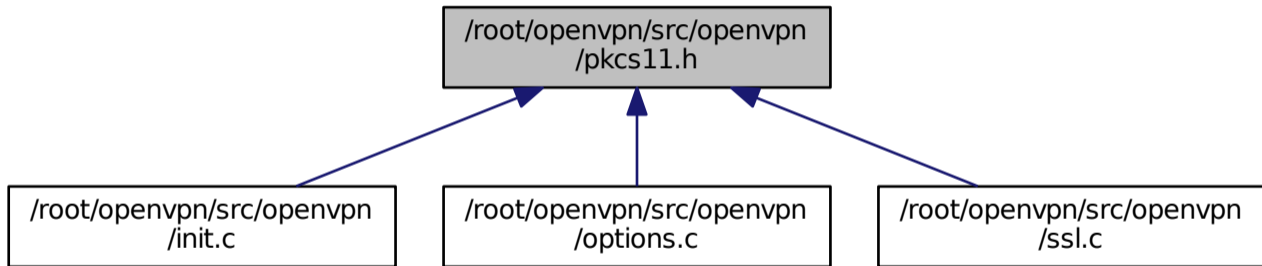 /root/openvpn/src/openvpn
/pkcs11.h
/root/openvpn/src/openvpn
/init.c
/root/openvpn/src/openvpn
/options.c
/root/openvpn/src/openvpn
/ssl.c